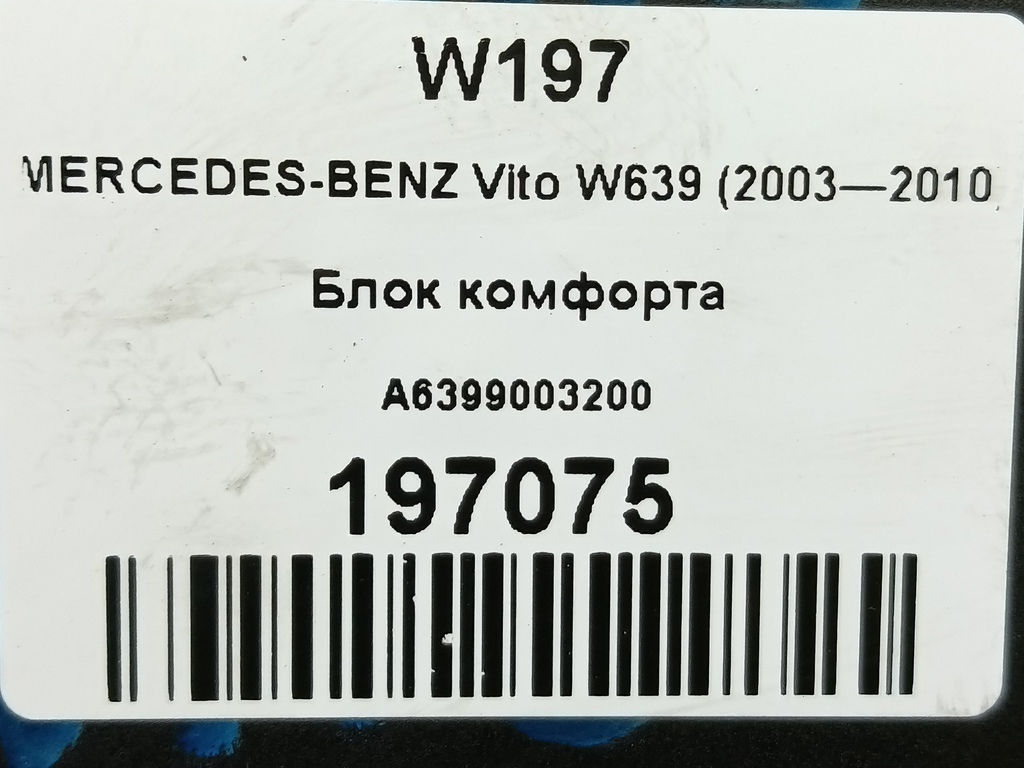 W197
MERCEDES-BENZ Vito W639 (2003—2010
Блок комфорта
A6399003200
197075